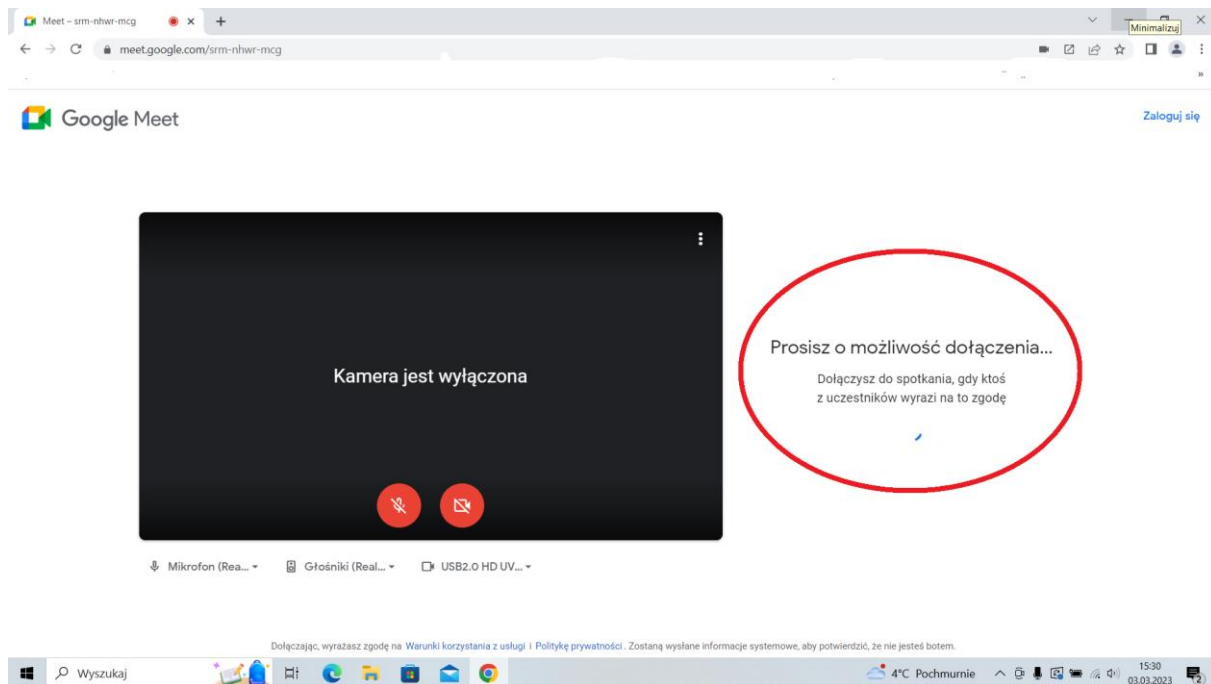 Meet – srm-nhwr-mcg
Minimalizuj
meet.google.com/srm-nhwr-mcg
Google Meet
Zaloguj się
Kamera jest wyłączona
Prosisz o możliwość dołączenia...
Dołączysz do spotkania, gdy ktoś
z uczestników wyrazi na to zgodę
Mikrofon (Rea...
Głośniki (Real...
USB2.0 HD UV...
Dołączając, wyrażasz zgodę na Warunki korzystania z usługi i Politykę prywatności. Zostaną wysłane informacje systemowe, aby potwierdzić, że nie jesteś botem.
Wyszukaj
4°C Pochmurnie
15:30
03.03.2023
2